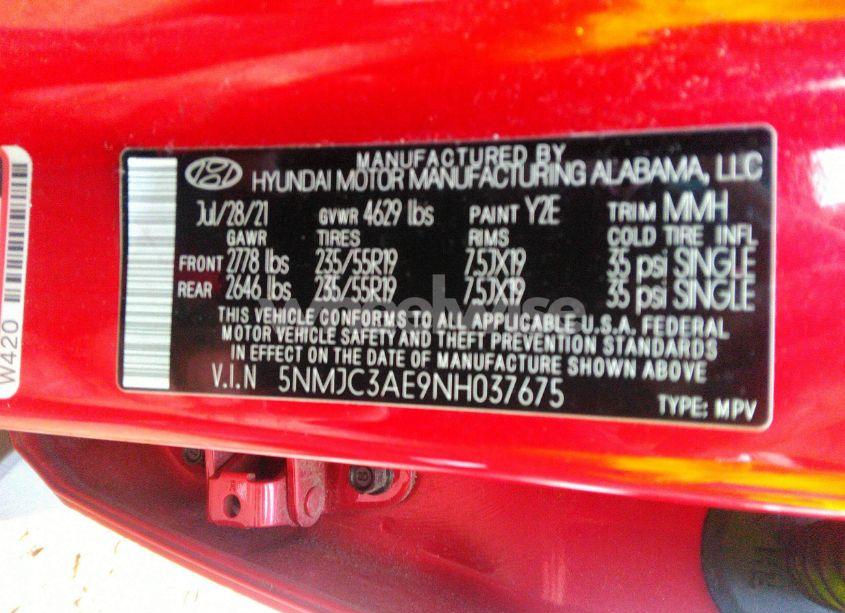 MANUFACTURED BY
HYUNDAI MOTOR MANUFACTURING ALABAMA, LLC
Jul/28/21 GVWR 4629 lbs PAINT Y2E TRIM MMH
GAWR TIRES RIMS COLD TIRE INFL
FRONT 2778 lbs 235/55R19 7.5JX19 35 psi SINGLE
REAR 2646 lbs 235/55R19 7.5JX19 35 psi SINGLE
THIS VEHICLE CONFORMS TO ALL APPLICABLE U.S.A. FEDERAL
MOTOR VEHICLE SAFETY AND THEFT PREVENTION STANDARDS
IN EFFECT ON THE DATE OF MANUFACTURE SHOWN ABOVE
V.I.N 5NMJC3AE9NH037675
TYPE: MPV
W420